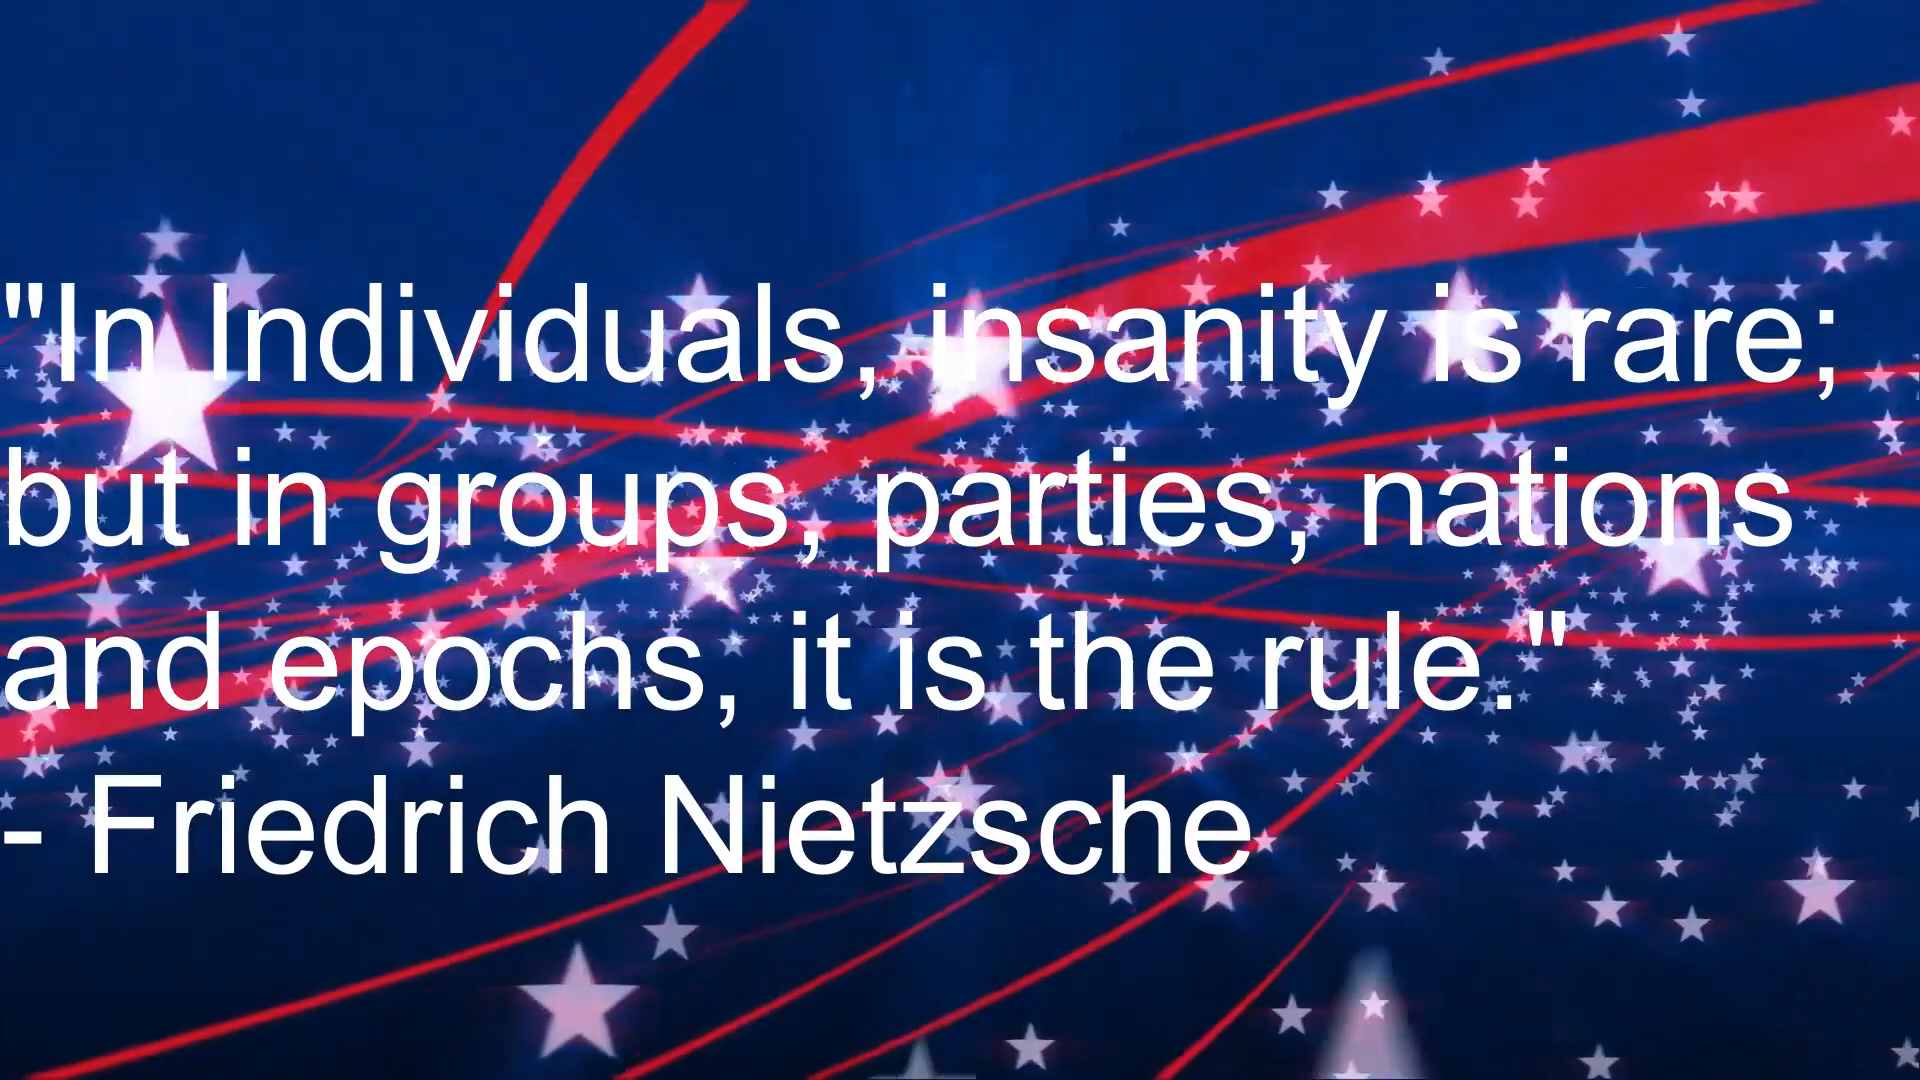 "In Individuals, insanity is rare;
but in groups, parties, nations
and epochs, it is the rule."
- Friedrich Nietzsche